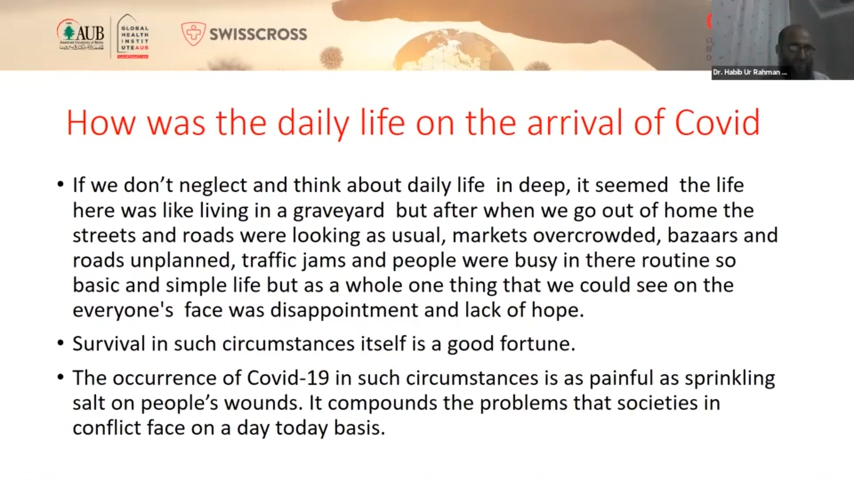 AUB
American University of Beirut
GLOBAL
HEALTH
INSTIT
UTEAUB
SWISSCROSS
Dr. Habib Ur Rahman ...
How was the daily life on the arrival of Covid
• If we don't neglect and think about daily life in deep, it seemed the life
here was like living in a graveyard but after when we go out of home the
streets and roads were looking as usual, markets overcrowded, bazaars and
roads unplanned, traffic jams and people were busy in there routine so
basic and simple life but as a whole one thing that we could see on the
everyone's face was disappointment and lack of hope.
• Survival in such circumstances itself is a good fortune.
• The occurrence of Covid-19 in such circumstances is as painful as sprinkling
salt on people's wounds. It compounds the problems that societies in
conflict face on a day today basis.